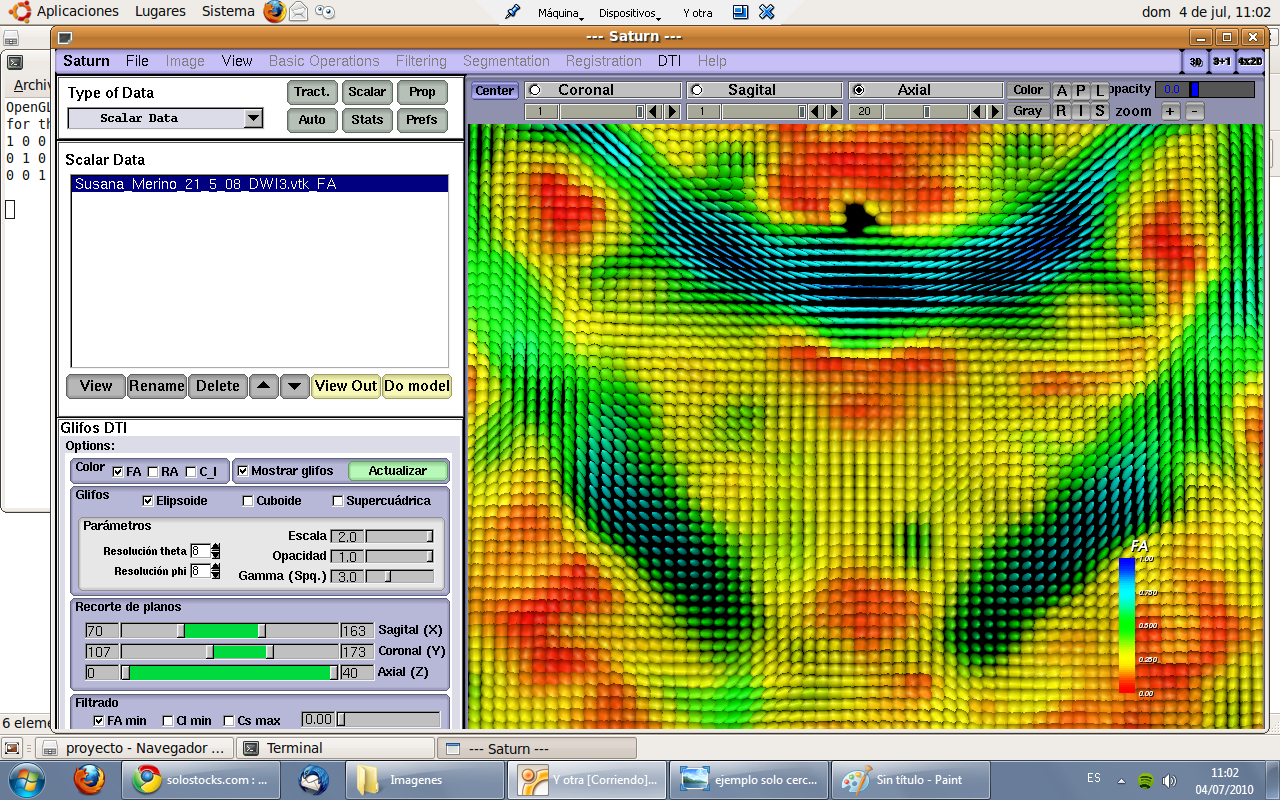 Aplicaciones Lugares Sistema
Máquina Dispositivos Y otra
dom 4 de jul, 11:02
--- Saturn ---
Saturn File Image View Basic Operations Filtering Segmentation Registration DTI Help
3D 3+1 4x2D
Archiv
OpenGL
for th
1 0 0
0 1 0
0 0 1
6 eleme
Type of Data
Scalar Data
Tract. Scalar Prop
Auto Stats Prefs
Center Coronal Sagital Axial Color A P L opacity 0.0
1 1 20 Gray R I S zoom + -
Scalar Data
Susana_Merino_21_5_08_DWI3.vtk_FA
View Rename Delete View Out Do model
Glifos DTI
Options:
Color FA RA C_l Mostrar glifos Actualizar
Glifos Elipsoide Cuboide Supercuádrica
Parámetros
Resolución theta 8
Resolución phi 8
Escala 2.0
Opacidad 1.0
Gamma (Spq.) 3.0
Recorte de planos
70 163 Sagital (X)
107 173 Coronal (Y)
0 40 Axial (Z)
Filtrado
FA min Cl min Cs max 0.00
FA
1.00
0.750
0.500
0.250
0.00
proyecto - Navegador ... Terminal --- Saturn ---
solostocks.com : ... Imagenes Y otra [Corriendo]... ejemplo solo cerc... Sin título - Paint
ES
11:02
04/07/2010